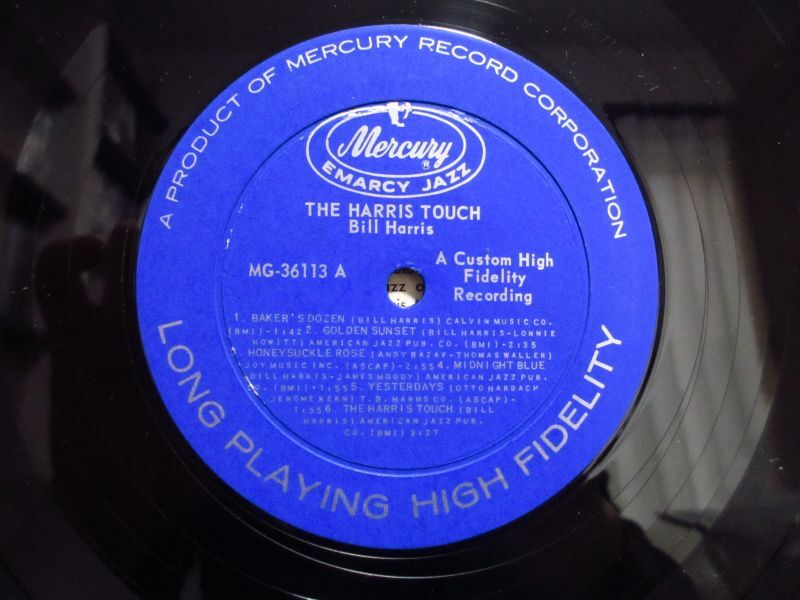 A PRODUCT OF MERCURY RECORD CORPORATION
Mercury ®
EMARCY JAZZ
THE HARRIS TOUCH
Bill Harris
MG-36113 A
A Custom High
Fidelity
Recording
1. BAKER'S DOZEN (BILL HARRIS) CALVIN MUSIC CO.
(BMI)-1:42 2. GOLDEN SUNSET (BILL HARRIS-LONNIE
HOWITT) AMERICAN JAZZ PUB. CO. (BMI)-2:35
HONEYSUCKLE ROSE (ANDY RAZAF-THOMAS WALLER)
JOY MUSIC INC. (ASCAP)-2:55 4. MIDNIGHT BLUE
(BILL HARRIS-JAMES MOODY) AMERICAN JAZZ PUB.
CO. (BMI)-1:55 5. YESTERDAYS (OTTO HARBACH
JEROME KERN) T.B. HARMS CO. (ASCAP)-
1:55 6. THE HARRIS TOUCH (BILL
HARRIS) AMERICAN JAZZ PUB.
CO. (BMI) 3:27
LONG PLAYING HIGH FIDELITY